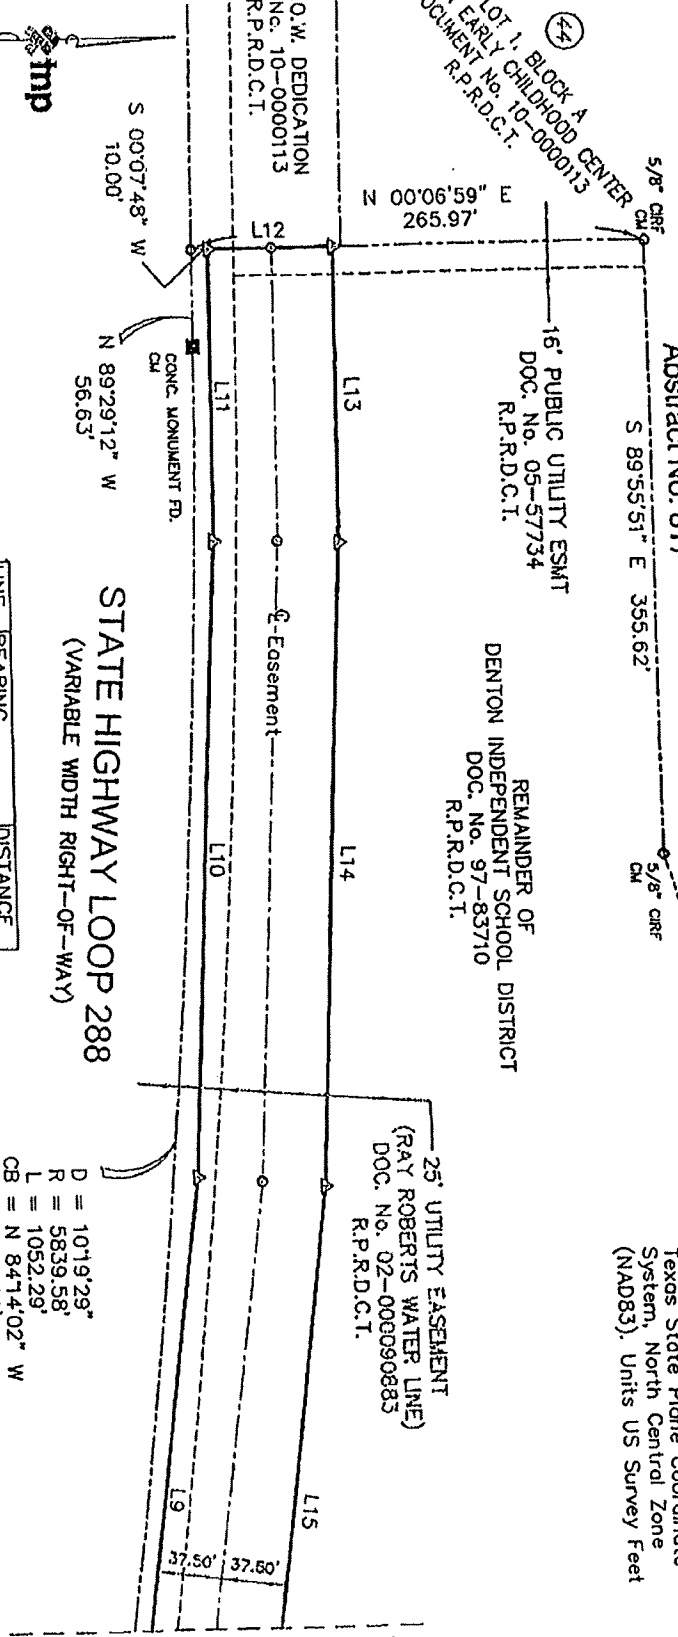 44
LOT 1, BLOCK A
EARLY CHILDHOOD CENTER
DOCUMENT No. 10-0000113
R.P.R.D.C.T.
O.W. DEDICATION
No. 10-0000113
R.P.R.D.C.T.
tnp
S 00°07'48" W
10.00'
N 00°06'59" E
265.97'
5/8" CIRF
CM
Abstract No.
S 89°55'51" E 355.62'
5/8" CIRF
CM
16' PUBLIC UTILITY ESMT
DOC. No. 05-57734
R.P.R.D.C.T.
REMAINDER OF
DENTON INDEPENDENT SCHOOL DISTRICT
DOC. No. 97-83710
R.P.R.D.C.T.
L12
L13
L11
L14
L10
℄-Easement
CONC. MONUMENT FD.
CM
N 89°29'12" W
56.63'
STATE HIGHWAY LOOP 288
(VARIABLE WIDTH RIGHT-OF-WAY)
LINE BEARING DISTANCE
25' UTILITY EASEMENT
(RAY ROBERTS WATER LINE)
DOC. No. 02-000090883
R.P.R.D.C.T.
Texas State Plane Coordinate
System, North Central Zone
(NAD83). Units US Survey Feet
D = 10°19'29"
R = 5839.58'
L = 1052.29'
CB = N 84°14'02" W
L15
L9
37.50' 37.50'